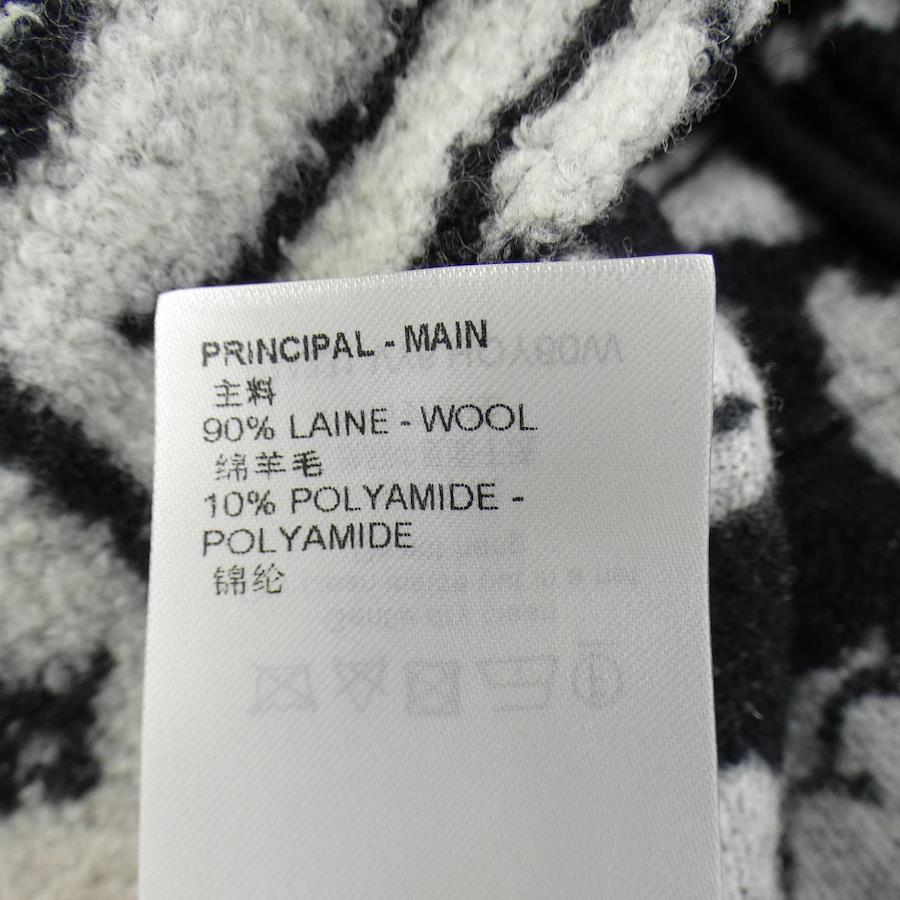 PRINCIPAL - MAIN
主料
90% LAINE - WOOL
绵羊毛
10% POLYAMIDE -
POLYAMIDE
锦纶